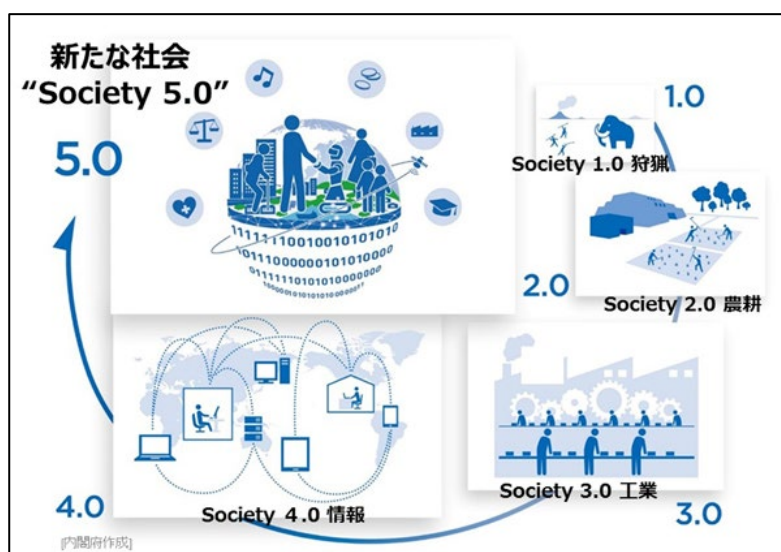 新たな社会
“Society 5.0”
5.0
1.0
Society 1.0 狩猟
2.0
Society 2.0 農耕
4.0
Society 4.0 情報
Society 3.0 工業
3.0
[内閣府作成]
11111110010010101010